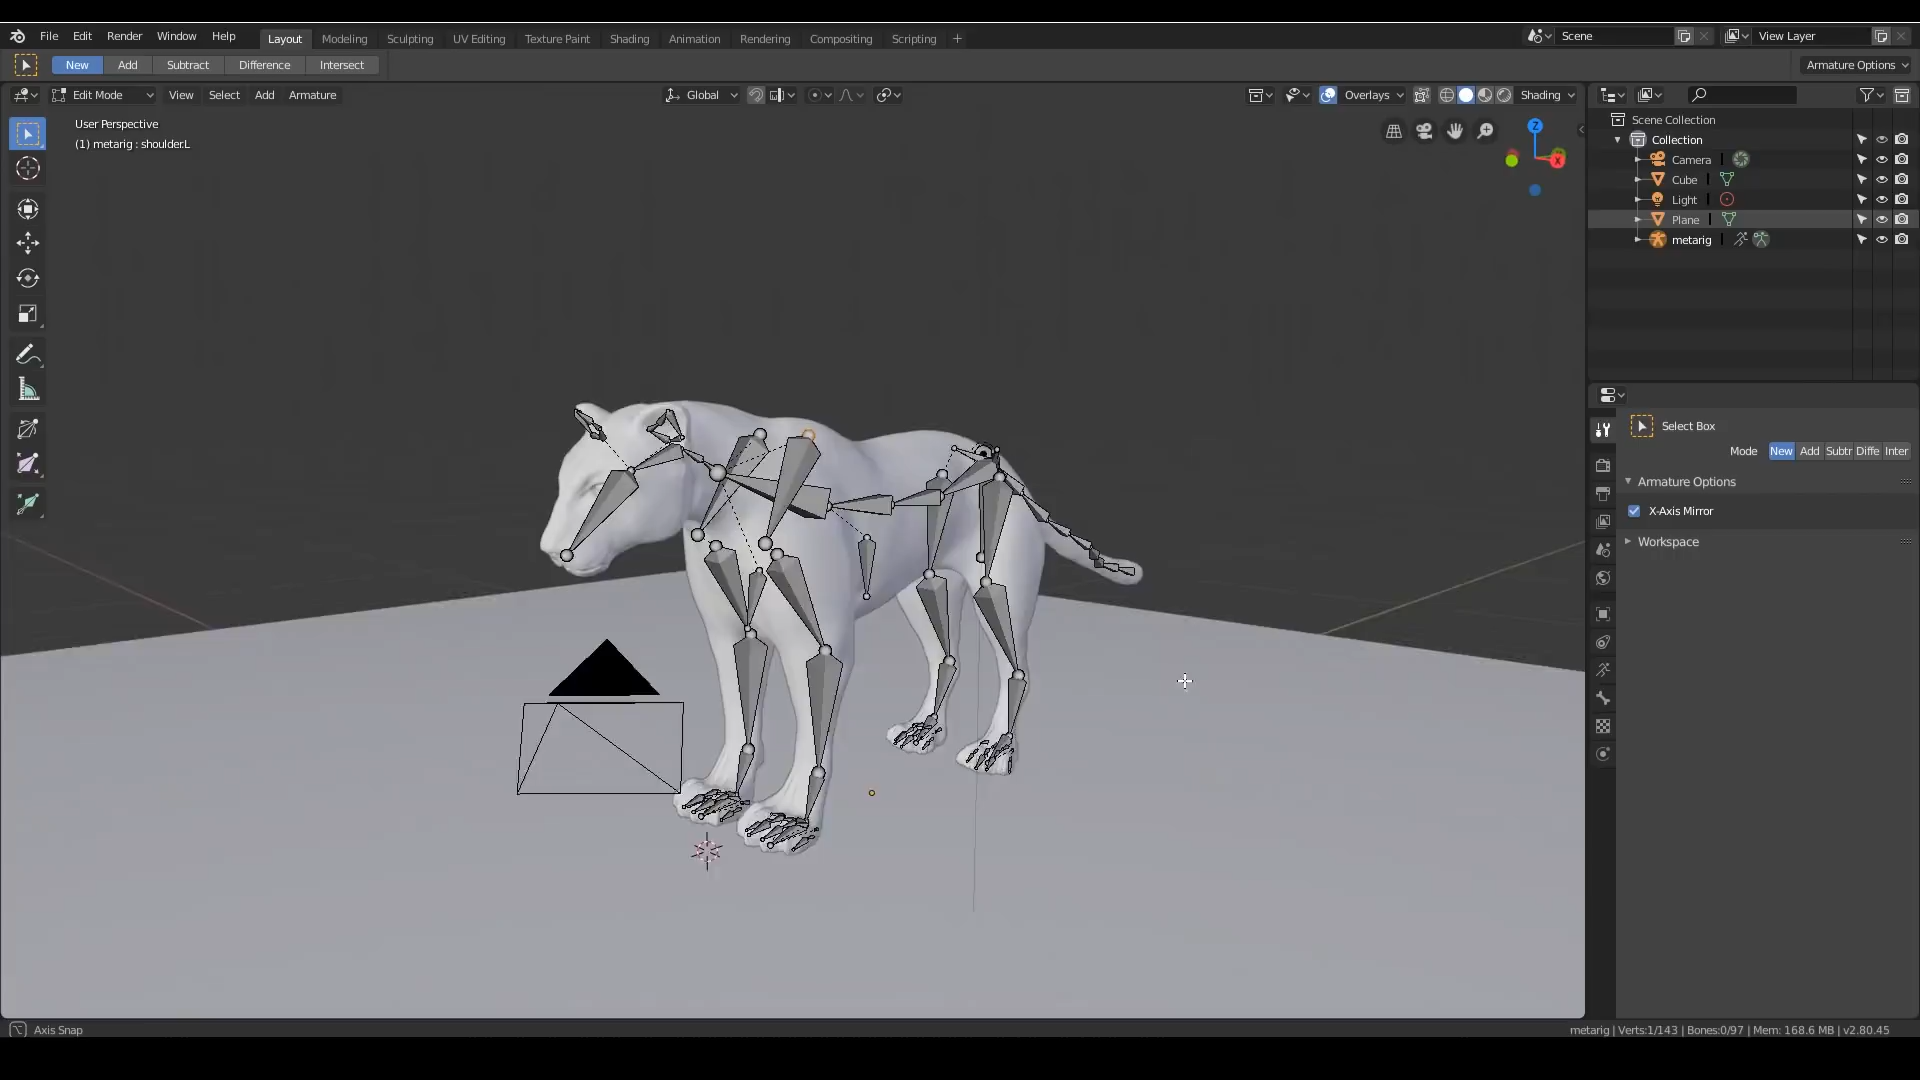 File Edit Render Window Help Layout Modeling Sculpting UV Editing Texture Paint Shading Animation Rendering Compositing Scripting + Scene View Layer
New Add Subtract Difference Intersect Armature Options
Edit Mode View Select Add Armature Global Overlays Shading
User Perspective
(1) metarig : shoulder.L
Z
X
Scene Collection
Collection
Camera
Cube
Light
Plane
metarig
Select Box
Mode New Add Subtr Diffe Inter
Armature Options
X-Axis Mirror
Workspace
Axis Snap
metarig | Verts:1/143 | Bones:0/97 | Mem: 168.6 MB | v2.80.45